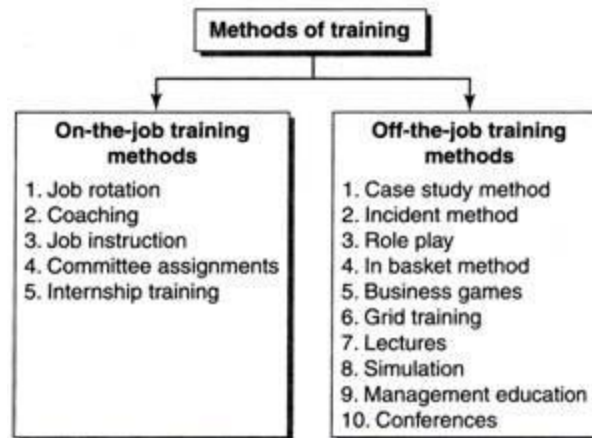 Methods of training
On-the-job training
methods
1. Job rotation
2. Coaching
3. Job instruction
4. Committee assignments
5. Internship training
Off-the-job training
methods
1. Case study method
2. Incident method
3. Role play
4. In basket method
5. Business games
6. Grid training
7. Lectures
8. Simulation
9. Management education
10. Conferences